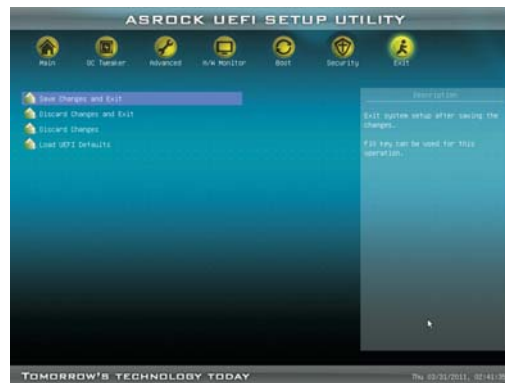 ASROCK UEFI SETUP UTILITY
Main OC Tweaker Advanced H/W Monitor Boot Security Exit
Save Changes and Exit
Discard Changes and Exit
Discard Changes
Load UEFI Defaults
Description
Exit system setup after saving the
changes.
F10 key can be used for this
operation.
TOMORROW'S TECHNOLOGY TODAY
Thu 03/31/2011, 02:41:35